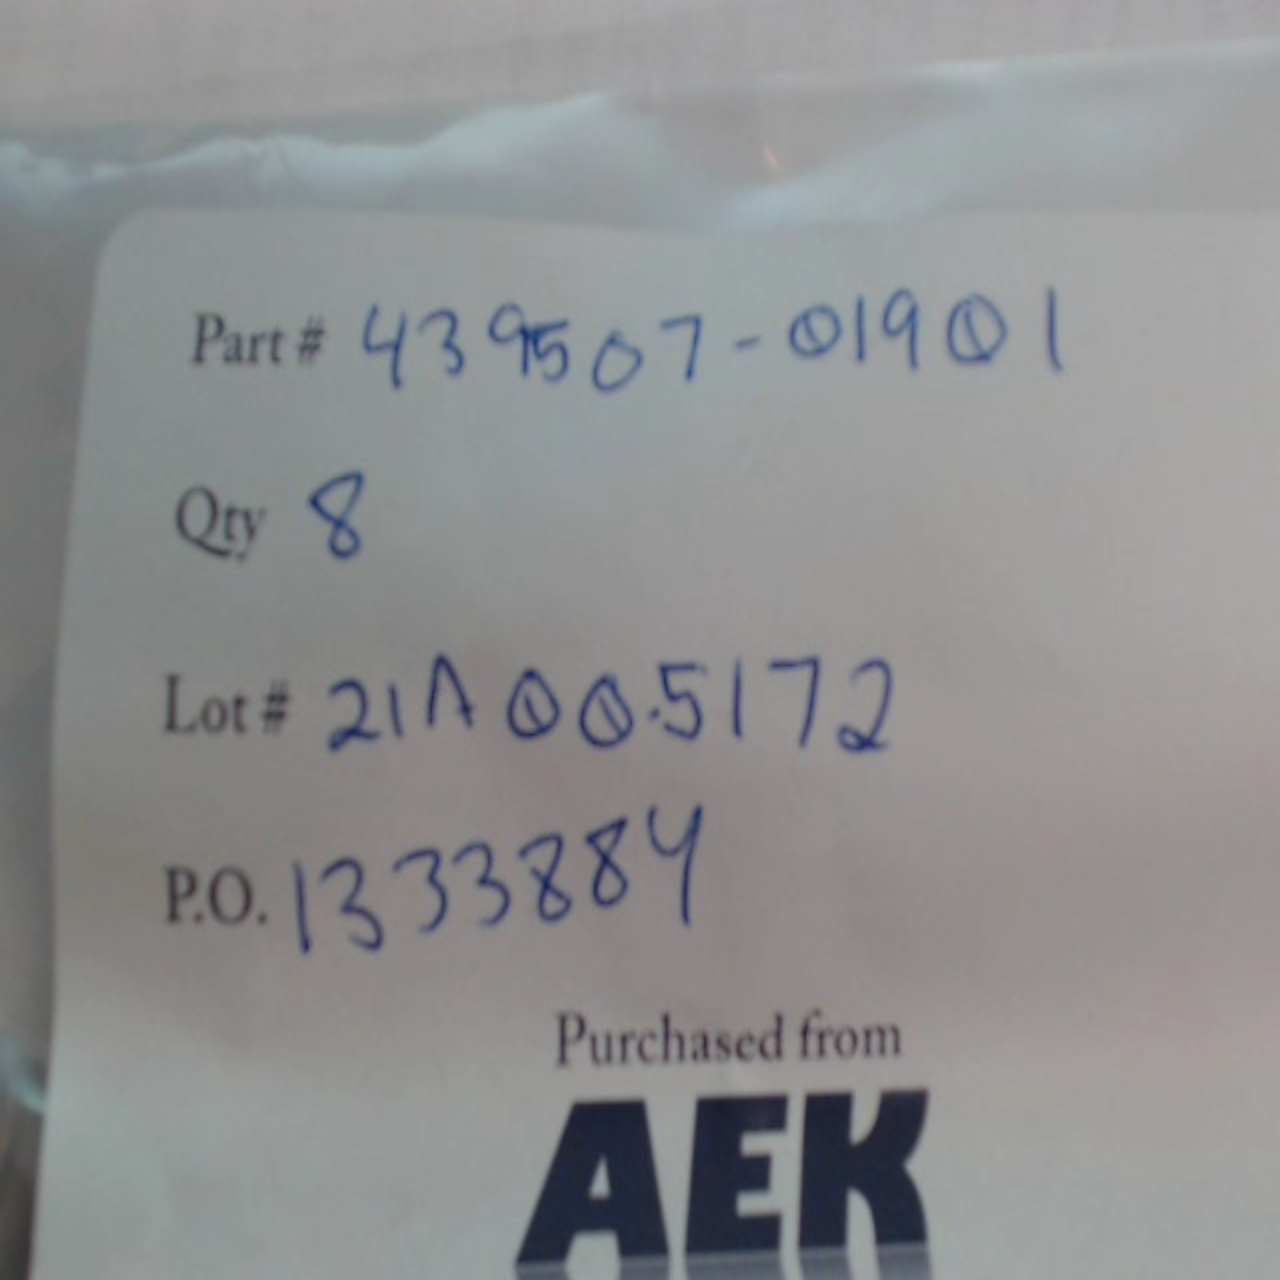 Part # 439507-01901
Qty 8
Lot # 21A005172
P.O. 1333884
Purchased from
AEK